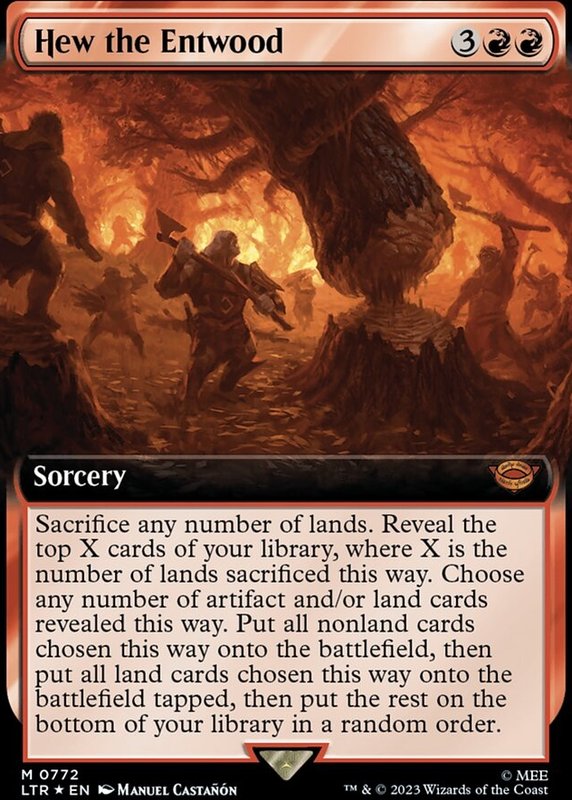 Hew the Entwood
3
Sorcery
Sacrifice any number of lands. Reveal the
top X cards of your library, where X is the
number of lands sacrificed this way. Choose
any number of artifact and/or land cards
revealed this way. Put all nonland cards
chosen this way onto the battlefield, then
put all land cards chosen this way onto the
battlefield tapped, then put the rest on the
bottom of your library in a random order.
M 0772
LTR ★ EN MANUEL CASTAÑÓN
© MEE
™ & © 2023 Wizards of the Coast